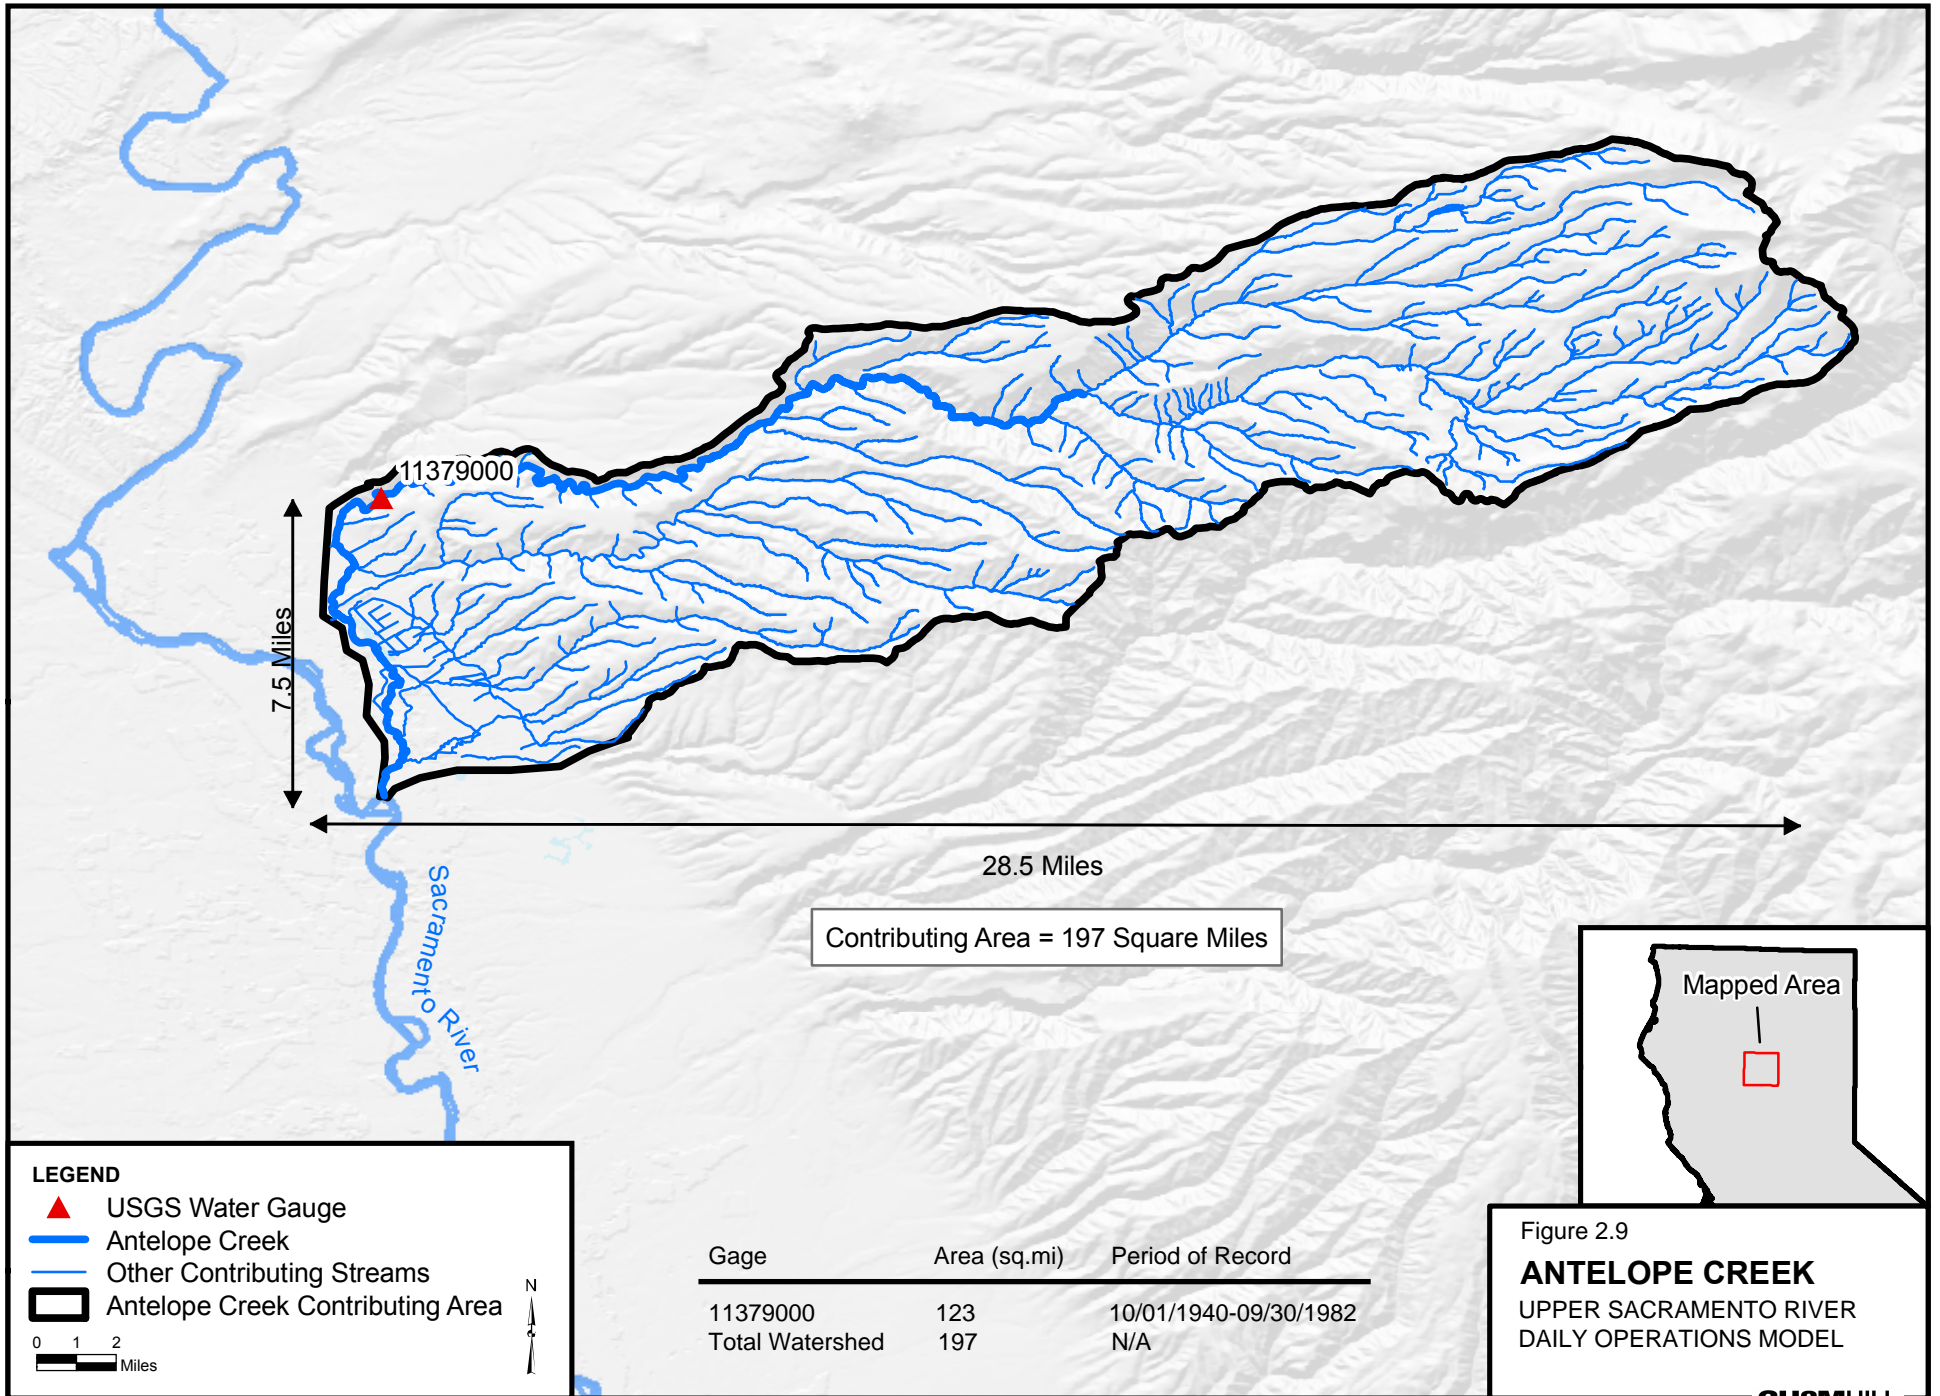 11379000
7.5 Miles
28.5 Miles
Contributing Area = 197 Square Miles
Sacramento River
Mapped Area
LEGEND
USGS Water Gauge
Antelope Creek
Other Contributing Streams
Antelope Creek Contributing Area
N
0 1 2
Miles
Gage Area (sq.mi) Period of Record
11379000 123 10/01/1940-09/30/1982
Total Watershed 197 N/A
Figure 2.9
ANTELOPE CREEK
UPPER SACRAMENTO RIVER
DAILY OPERATIONS MODEL